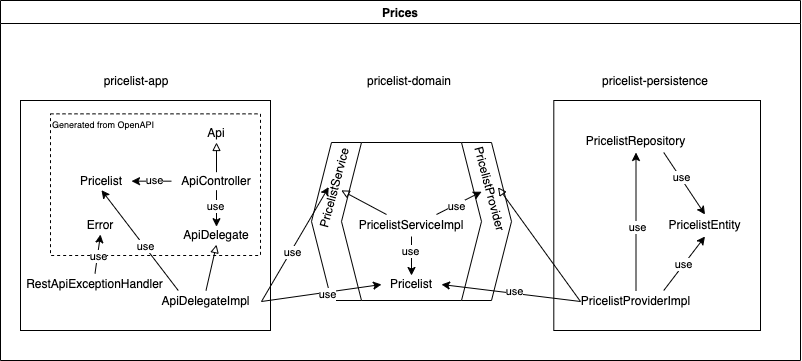 Prices
pricelist-app
pricelist-domain
pricelist-persistence
Generated from OpenAPI
Api
Pricelist
use
ApiController
use
Error
ApiDelegate
use
use
RestApiExceptionHandler
ApiDelegateImpl
use
use
PricelistService
PricelistProvider
use
PricelistServiceImpl
use
Pricelist
use
PricelistRepository
use
PricelistEntity
use
use
PricelistProviderImpl